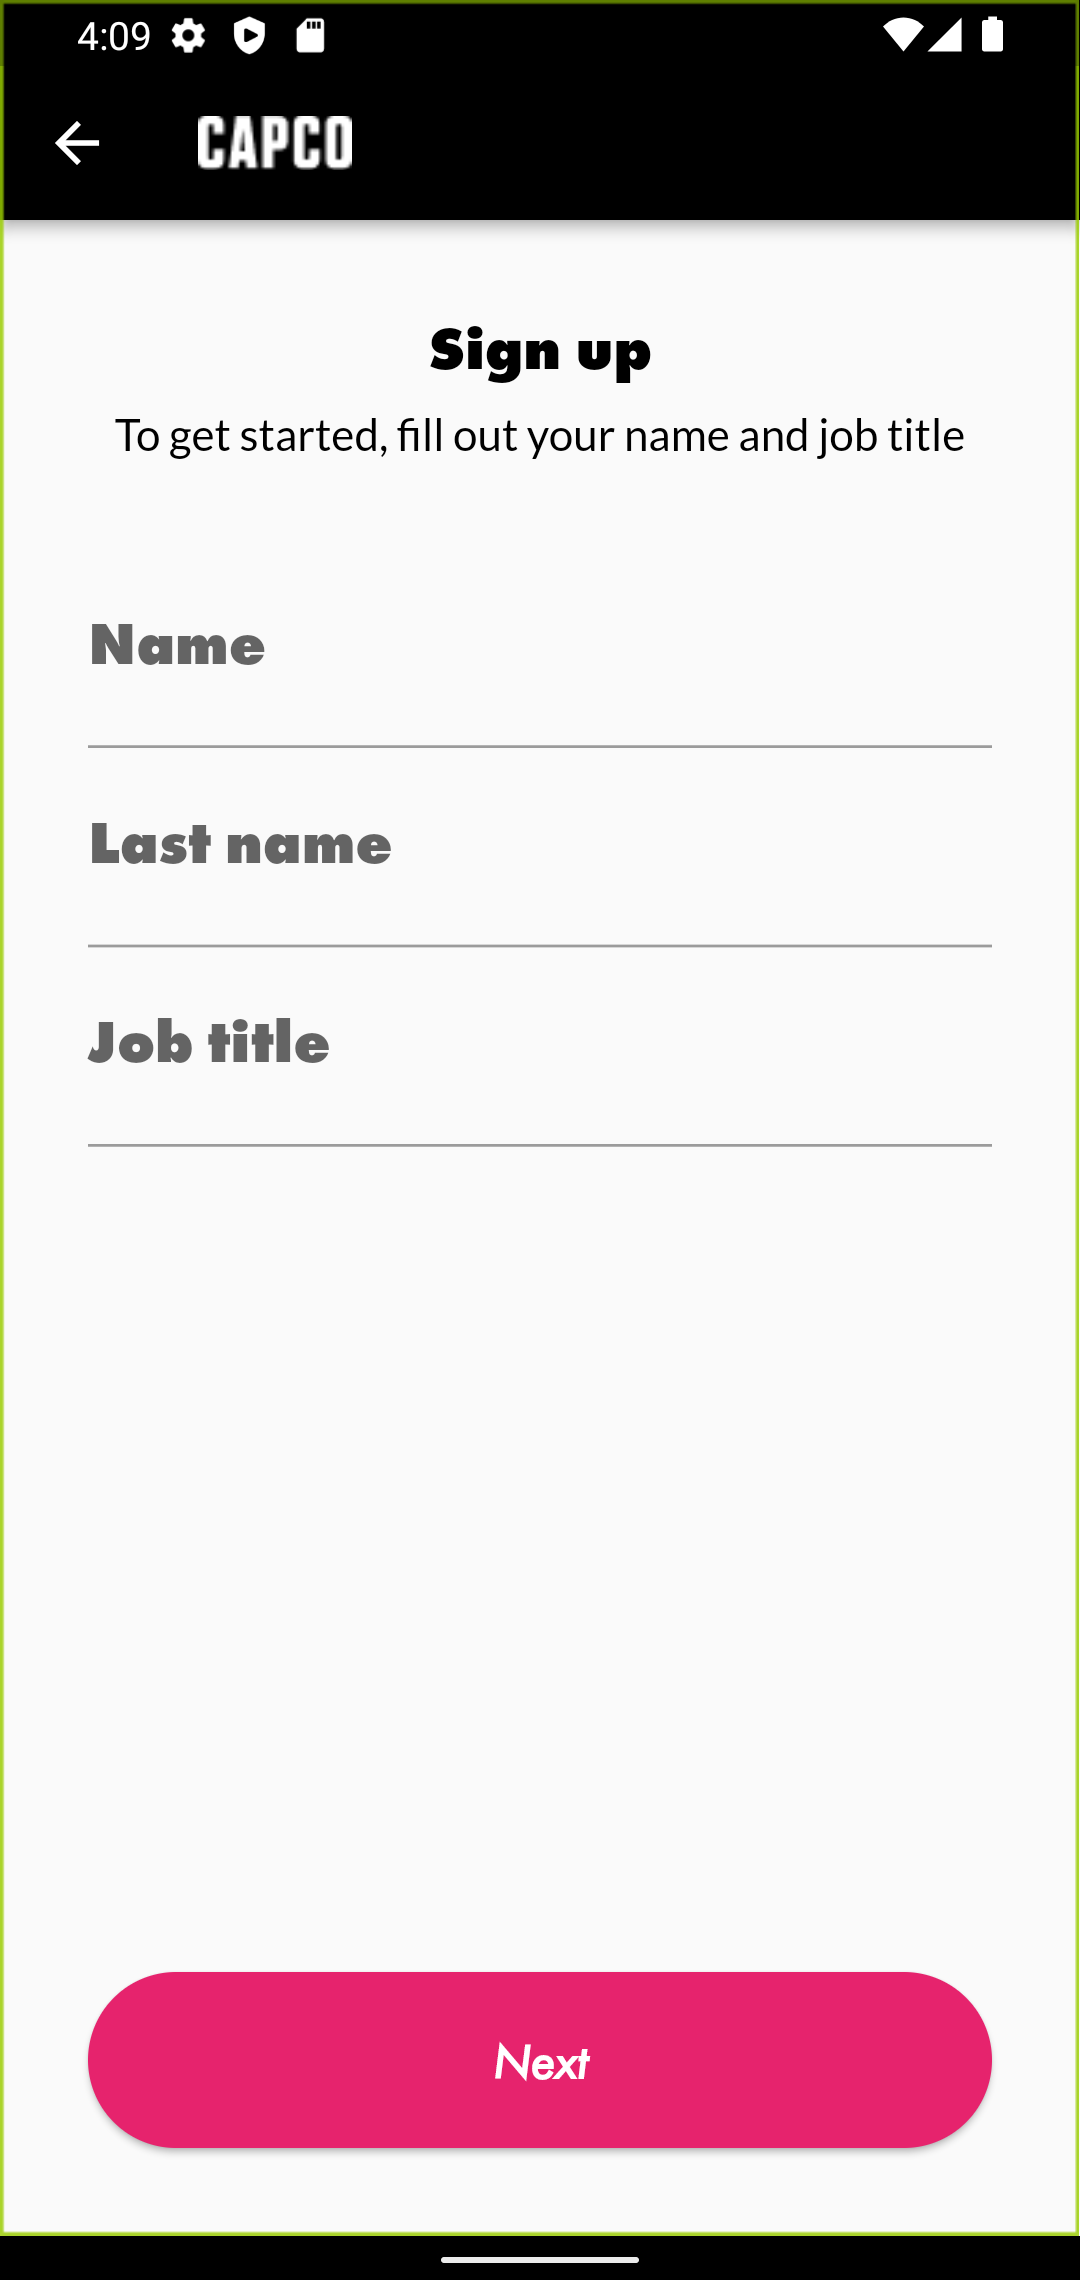 4:09
CAPCO
Sign up
To get started, fill out your name and job title
Name
Last name
Job title
Next